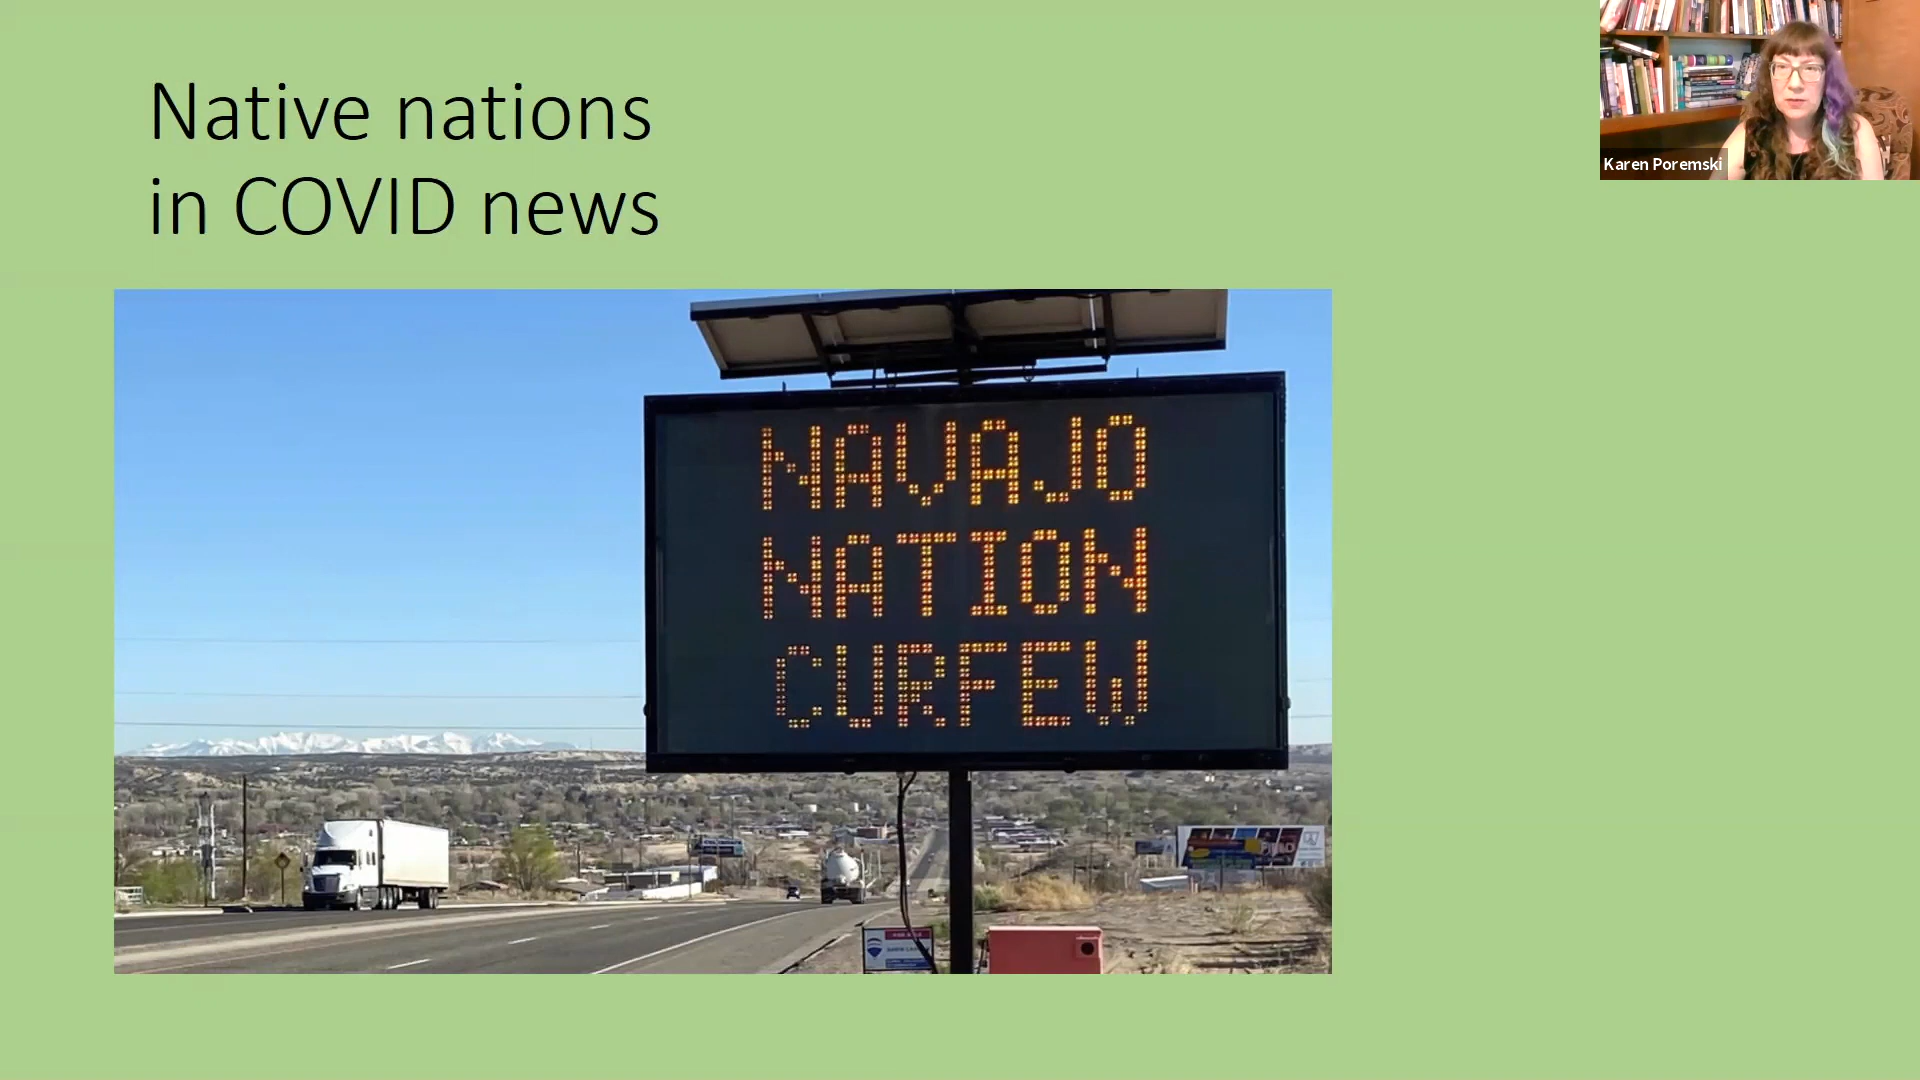 Native nations
in COVID news
Karen Poremski
NAVAJO
NATION
CURFEW